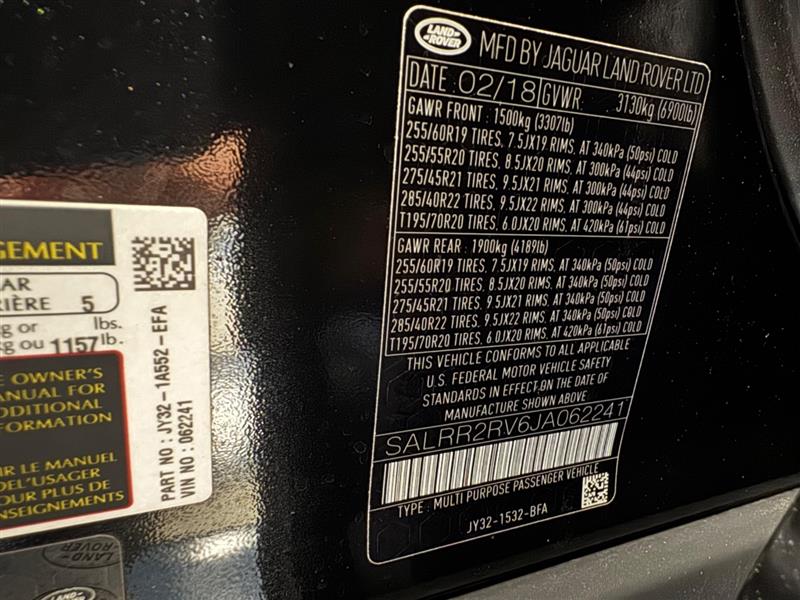 GEMENT
AR
RIÈRE 5
g or lbs.
g ou 1157 lb.
E OWNER'S
MANUAL FOR
ADDITIONAL
FORMATION
IR LE MANUEL
DEL'USAGER
POUR PLUS DE
NSEIGNEMENTS
PART NO : JY32-1A552-EFA
VIN NO : 062241
LAND ROVER
LAND ROVER
MFD BY JAGUAR LAND ROVER LTD
DATE 02/18 GVWR 3130kg (6900lb)
GAWR FRONT : 1500kg (3307lb)
255/60R19 TIRES, 7.5JX19 RIMS, AT 340kPa (50psi) COLD
255/55R20 TIRES, 8.5JX20 RIMS, AT 300kPa (44psi) COLD
275/45R21 TIRES, 9.5JX21 RIMS, AT 300kPa (44psi) COLD
285/40R22 TIRES, 9.5JX22 RIMS, AT 300kPa (44psi) COLD
T195/70R20 TIRES, 6.0JX20 RIMS, AT 420kPa (61psi) COLD
GAWR REAR : 1900kg (4189lb)
255/60R19 TIRES, 7.5JX19 RIMS, AT 340kPa (50psi) COLD
255/55R20 TIRES, 8.5JX20 RIMS, AT 340kPa (50psi) COLD
275/45R21 TIRES, 9.5JX21 RIMS, AT 340kPa (50psi) COLD
285/40R22 TIRES, 9.5JX22 RIMS, AT 340kPa (50psi) COLD
T195/70R20 TIRES, 6.0JX20 RIMS, AT 420kPa (61psi) COLD
THIS VEHICLE CONFORMS TO ALL APPLICABLE
U.S. FEDERAL MOTOR VEHICLE SAFETY
STANDARDS IN EFFECT ON THE DATE OF
MANUFACTURE SHOWN ABOVE
SALRR2RV6JA062241
TYPE : MULTI PURPOSE PASSENGER VEHICLE
JY32-1532-BFA